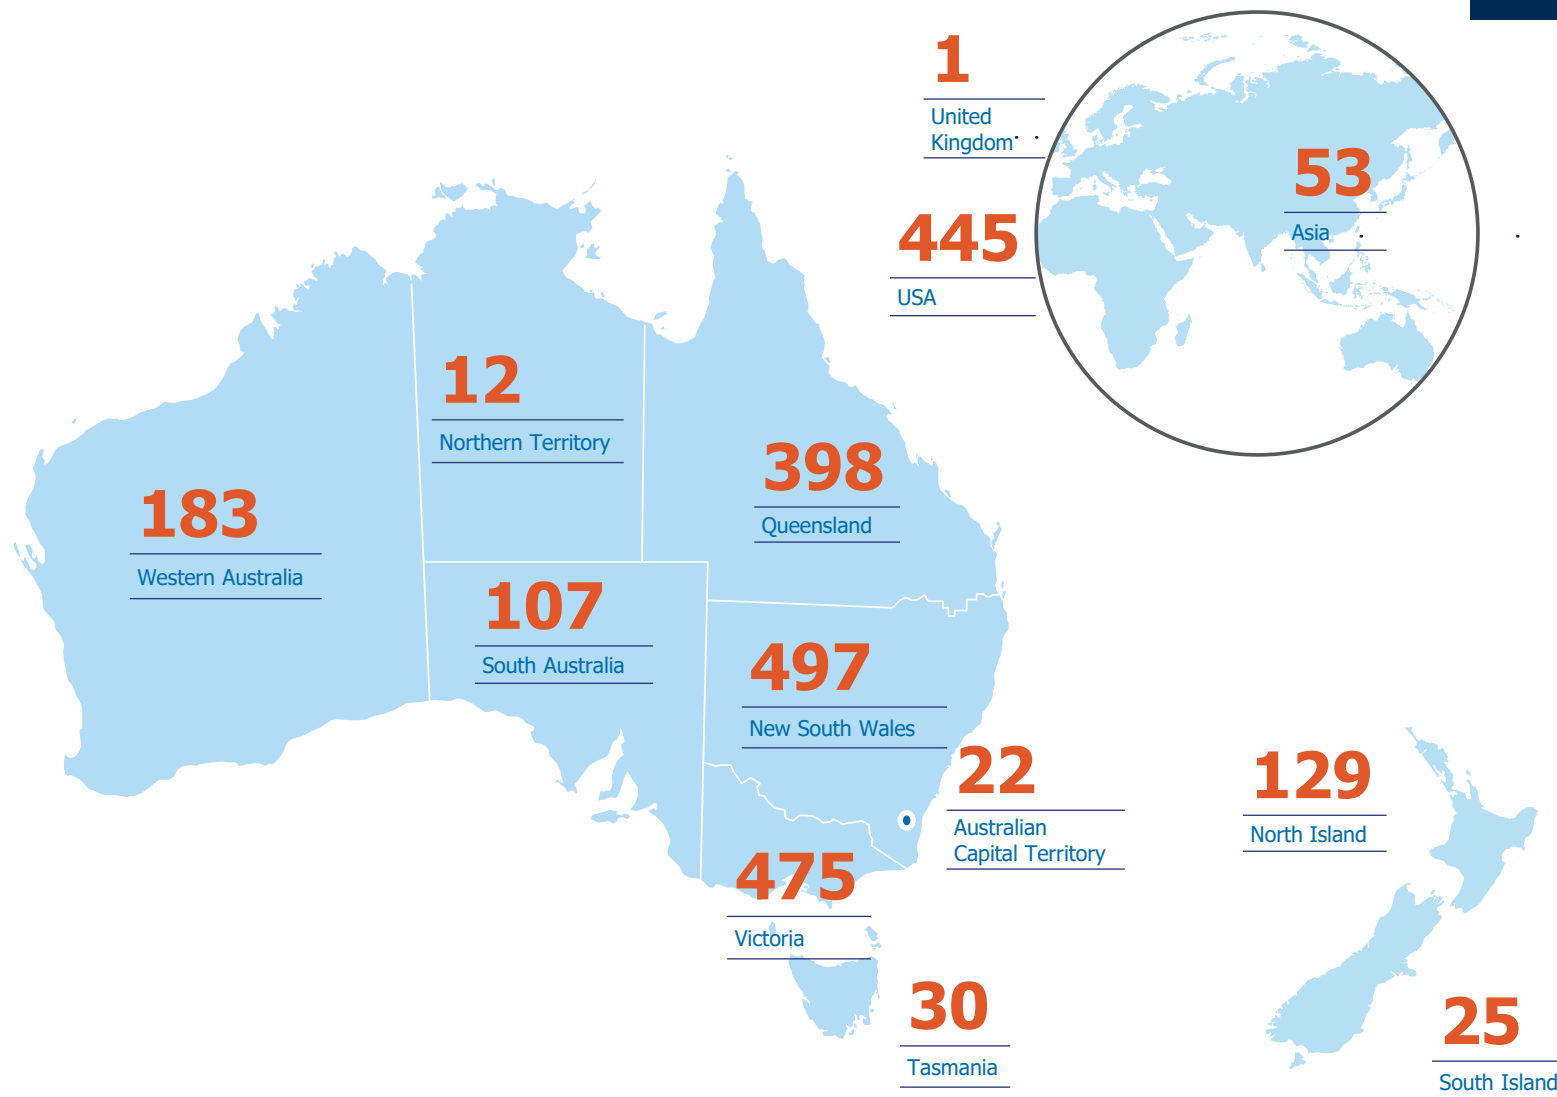 1
United
Kingdom
53
Asia
445
USA
12
Northern Territory
398
Queensland
183
Western Australia
107
South Australia
497
New South Wales
22
Australian
Capital Territory
129
North Island
475
Victoria
30
Tasmania
25
South Island